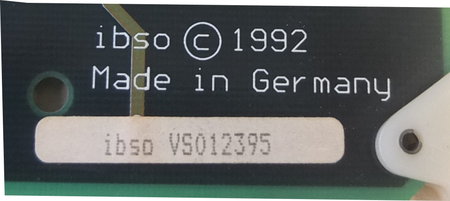 ibso © 1992
Made in Germany
ibso VS012395